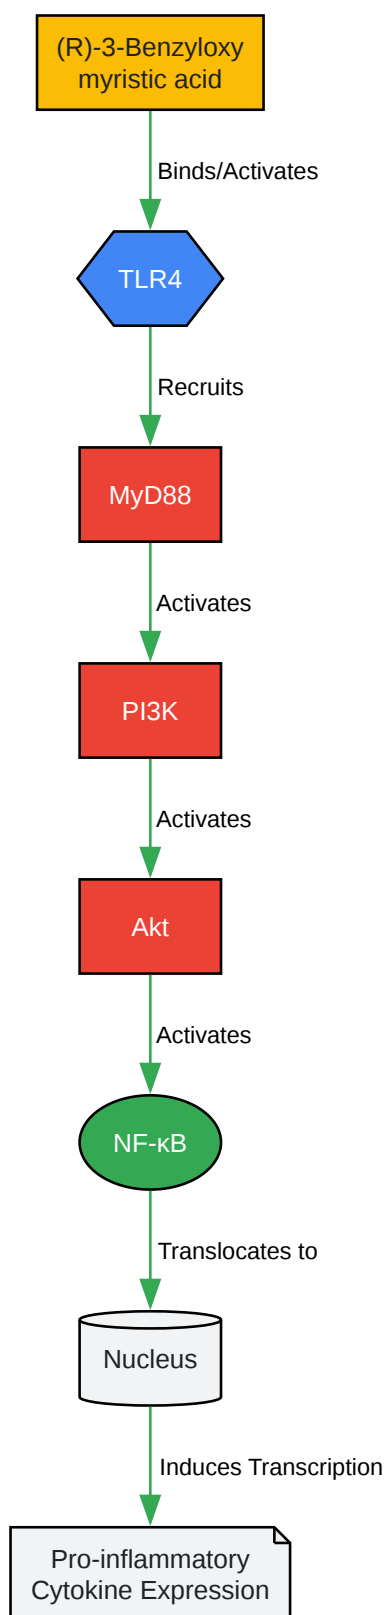 (R)-3-Benzyloxy
myristic acid
Binds/Activates
TLR4
Recruits
MyD88
Activates
PI3K
Activates
Akt
Activates
NF-κB
Translocates to
Nucleus
Induces Transcription
Pro-inflammatory
Cytokine Expression